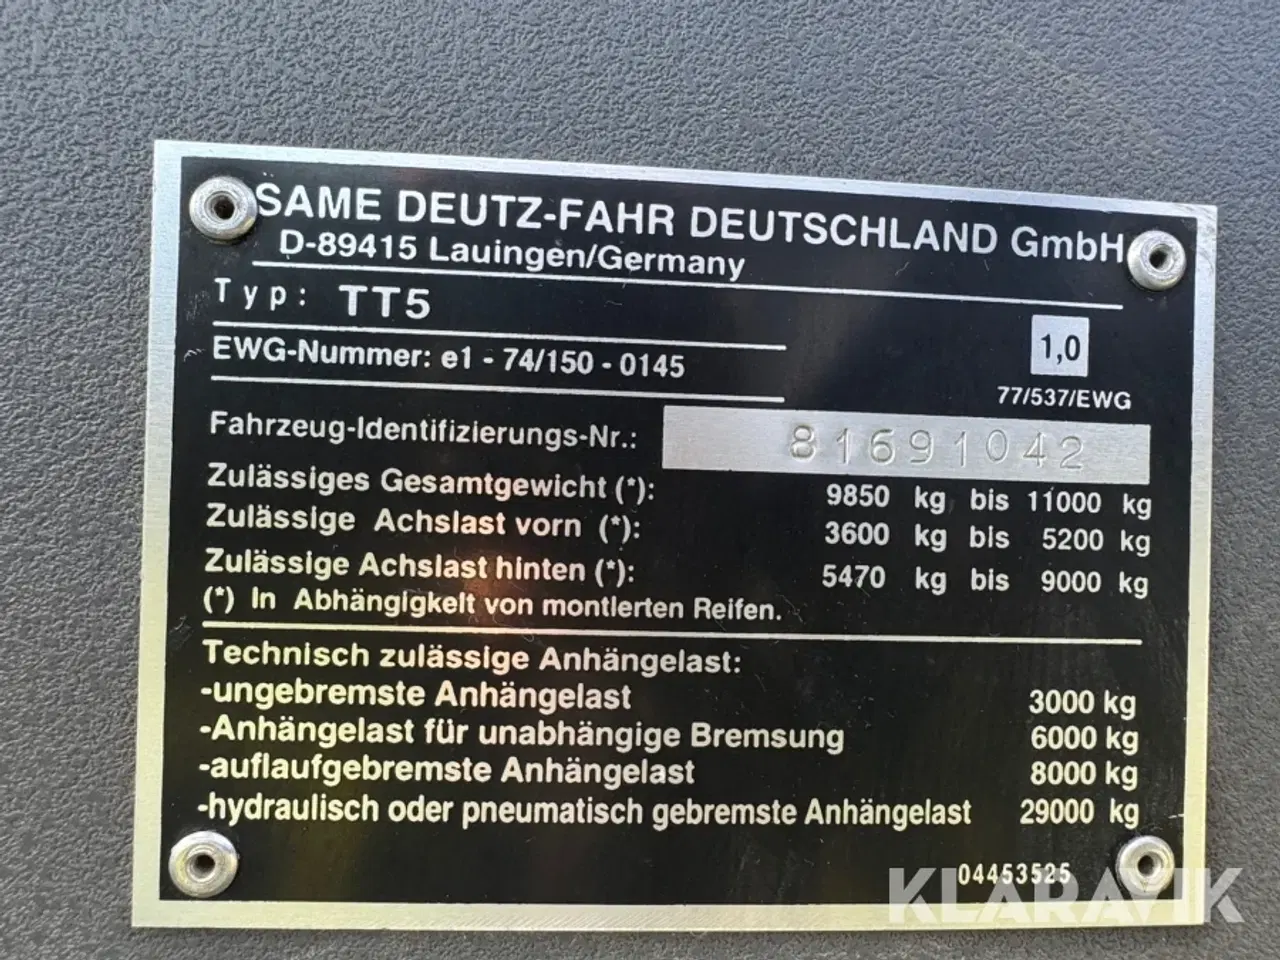 SAME DEUTZ-FAHR DEUTSCHLAND GmbH
D-89415 Lauingen/Germany
Typ: TT5
EWG-Nummer: e1 - 74/150 - 0145
1,0
77/537/EWG
Fahrzeug-Identifizierungs-Nr.: 81691042
Zulässiges Gesamtgewicht (*): 9850 kg bis 11000 kg
Zulässige Achslast vorn (*): 3600 kg bis 5200 kg
Zulässige Achslast hinten (*): 5470 kg bis 9000 kg
(*) In Abhängigkeit von montierten Reifen.
Technisch zulässige Anhängelast:
-ungebremste Anhängelast 3000 kg
-Anhängelast für unabhängige Bremsung 6000 kg
-auflaufgebremste Anhängelast 8000 kg
-hydraulisch oder pneumatisch gebremste Anhängelast 29000 kg
04453525
KLARAVIK